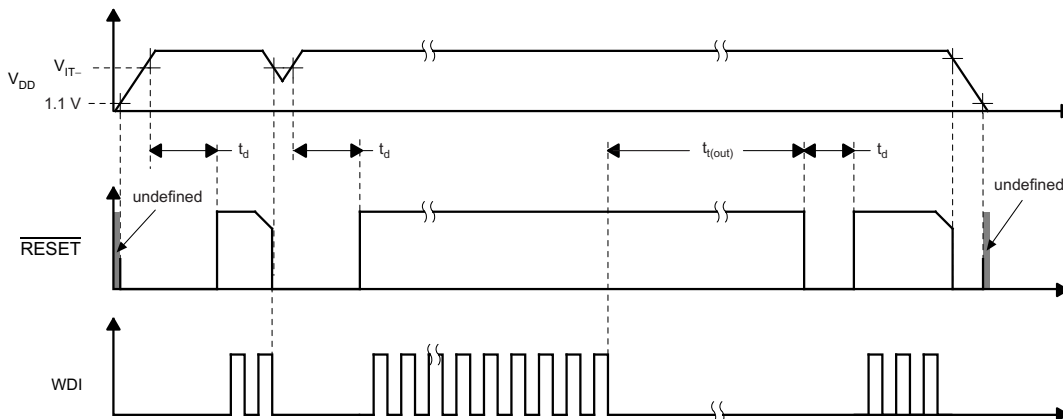 V_IT–
V_DD
1.1 V
t_d
t_d
t_t(out)
t_d
undefined
undefined
RESET
WDI